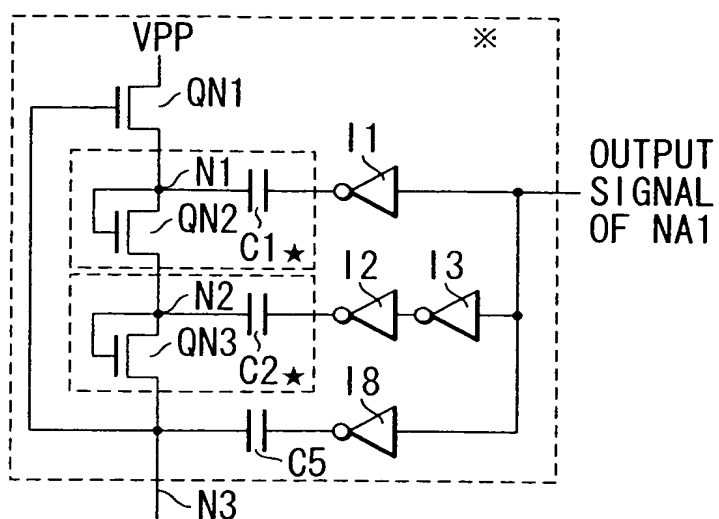 VPP
※
QN1
I1
N1
OUTPUT
SIGNAL
OF NA1
QN2
C1★
I2
I3
N2
QN3
C2★
I8
C5
N3